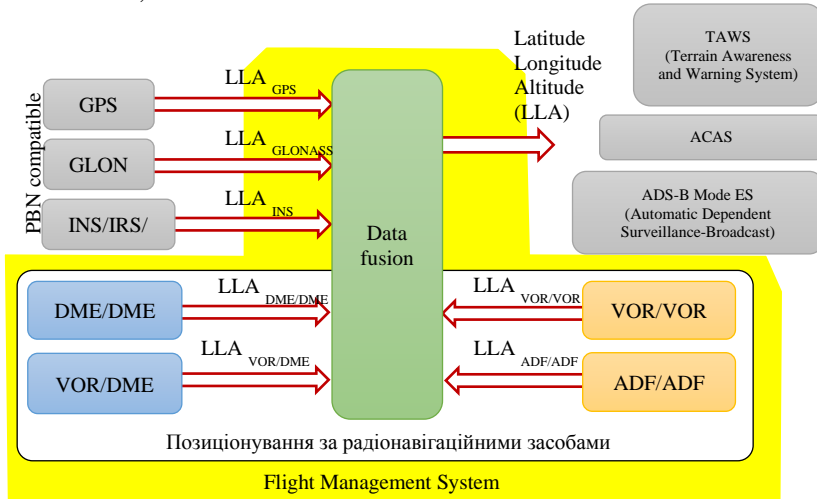 PBN compatible
GPS
LLA GPS
GLON
LLA GLONASS
INS/IRS/
LLA INS
Data
fusion
Latitude
Longitude
Altitude
(LLA)
TAWS
(Terrain Awareness
and Warning System)
ACAS
ADS-B Mode ES
(Automatic Dependent
Surveillance-Broadcast)
DME/DME
LLA DME/DME
LLA VOR/VOR
VOR/VOR
VOR/DME
LLA VOR/DME
LLA ADF/ADF
ADF/ADF
Позиціонування за радіонавігаційними засобами
Flight Management System